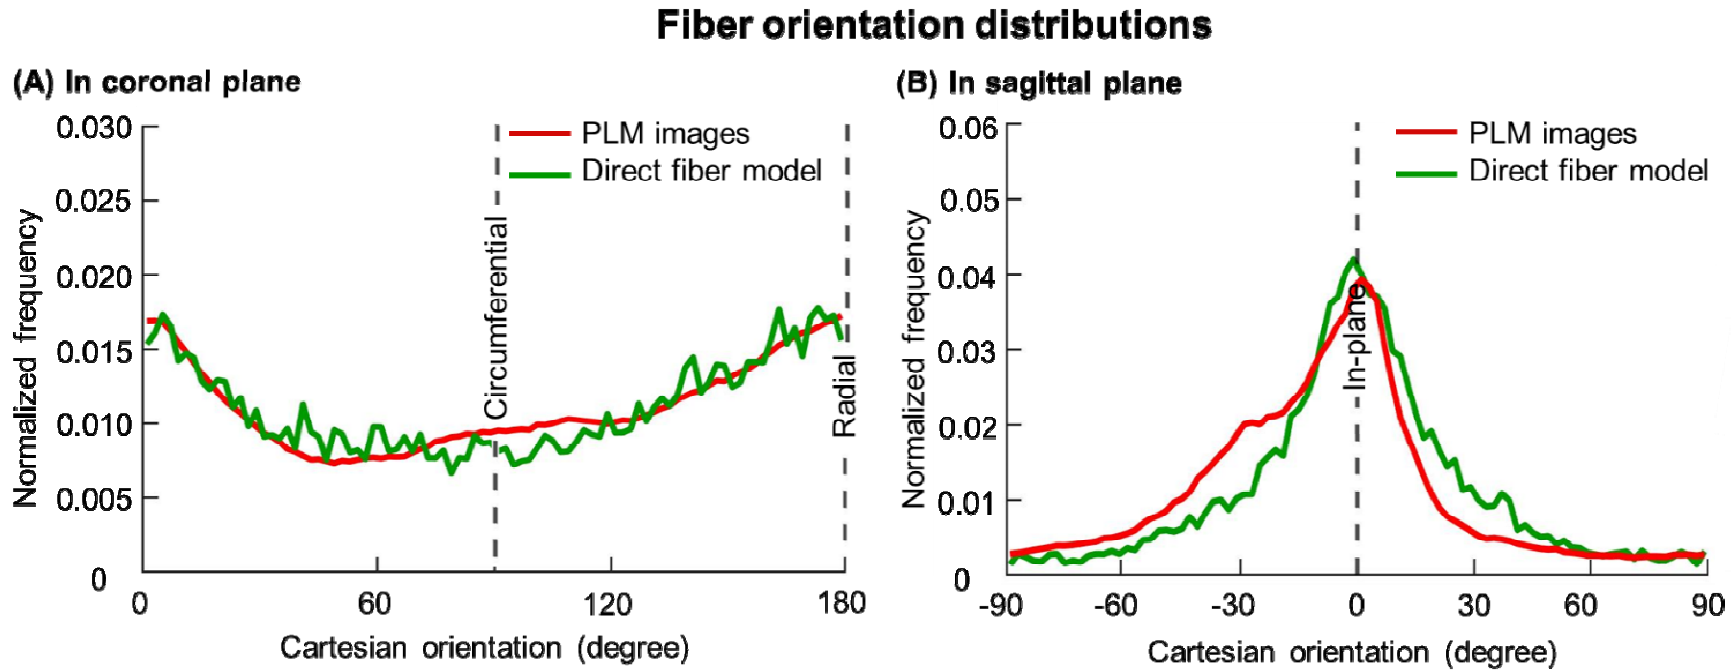 Fiber orientation distributions
(A) In coronal plane
Normalized frequency
0.030
0.025
0.020
0.015
0.010
0.005
0
0
60
120
180
Cartesian orientation (degree)
PLM images
Direct fiber model
Circumferential
Radial
(B) In sagittal plane
Normalized frequency
0.06
0.05
0.04
0.03
0.02
0.01
0
-90
-60
-30
0
30
60
90
Cartesian orientation (degree)
PLM images
Direct fiber model
In-plane